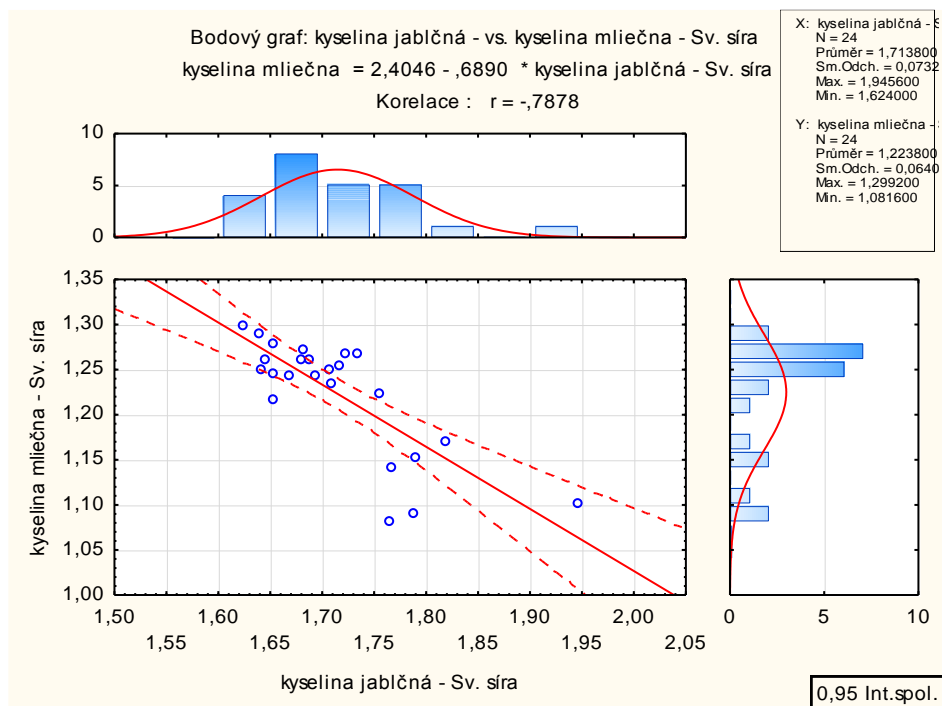 Bodový graf: kyselina jablčná - vs. kyselina mliečna - Sv. síra
kyselina mliečna = 2,4046 - ,6890 * kyselina jablčná - Sv. síra
Korelace : r = -,7878
X: kyselina jablčná - S
N = 24
Průměr = 1,713800
Sm.Odch. = 0,0732
Max. = 1,945600
Min. = 1,624000
Y: kyselina mliečna - S
N = 24
Průměr = 1,223800
Sm.Odch. = 0,0640
Max. = 1,299200
Min. = 1,081600
10
5
0
1,35
1,30
1,25
1,20
1,15
1,10
1,05
1,00
kyselina mliečna - Sv. síra
1,50 1,60 1,70 1,80 1,90 2,00
1,55 1,65 1,75 1,85 1,95 2,05
kyselina jablčná - Sv. síra
0 5 10
0,95 Int.spol.